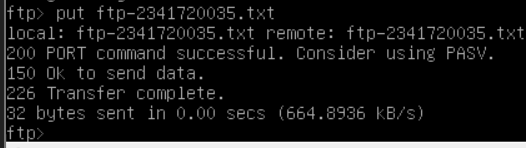 ftp> put ftp-2341720035.txt
local: ftp-2341720035.txt remote: ftp-2341720035.txt
200 PORT command successful. Consider using PASV.
150 Ok to send data.
226 Transfer complete.
32 bytes sent in 0.00 secs (664.8936 kB/s)
ftp>